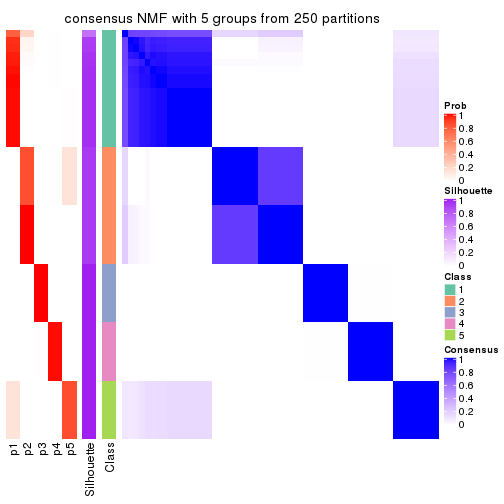 consensus NMF with 5 groups from 250 partitions
Prob
1
0.8
0.6
0.4
0.2
0
Silhouette
1
0.8
0.6
0.4
0.2
0
Class
1
2
3
4
5
Consensus
1
0.8
0.6
0.4
0.2
0
p1
p2
p3
p4
p5
Silhouette
Class